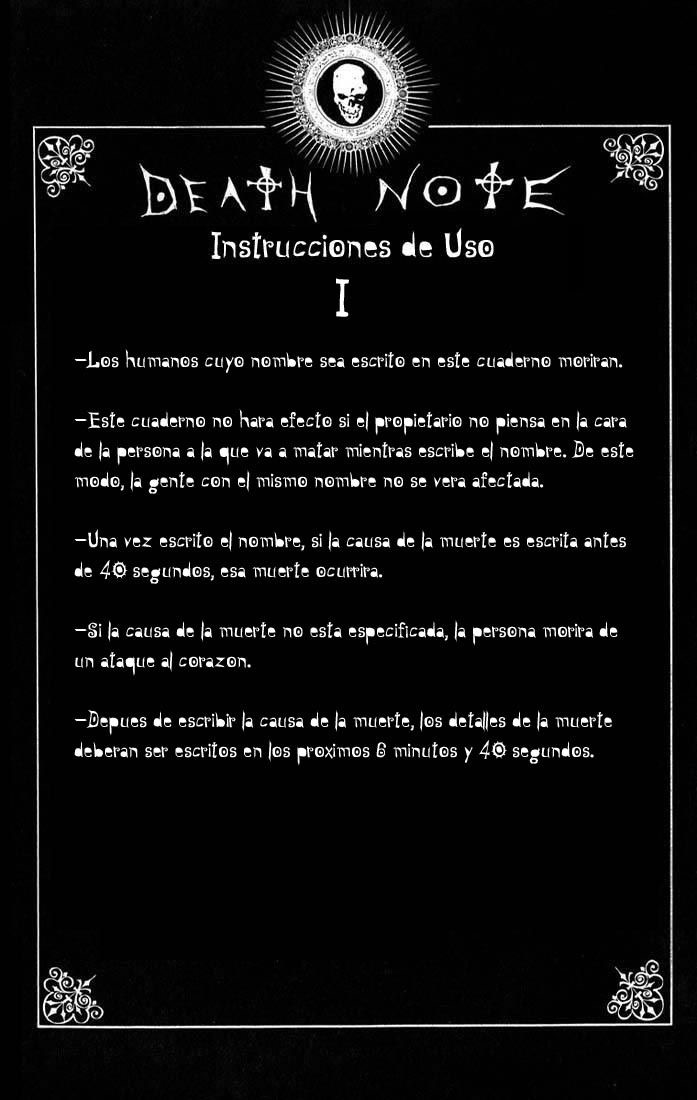 DEATH NOTE
Instrucciones de Uso
I
-Los humanos cuyo nombre sea escrito en este cuaderno moriran.
-Este cuaderno no hara efecto si el propietario no piensa en la cara
de la persona a la que va a matar mientras escribe el nombre. De este
modo, la gente con el mismo nombre no se vera afectada.
-Una vez escrito el nombre, si la causa de la muerte es escrita antes
de 40 segundos, esa muerte ocurrira.
-Si la causa de la muerte no esta especificada, la persona morira de
un ataque al corazon.
-Depues de escribir la causa de la muerte, los detalles de la muerte
deberan ser escritos en los proximos 6 minutos y 40 segundos.